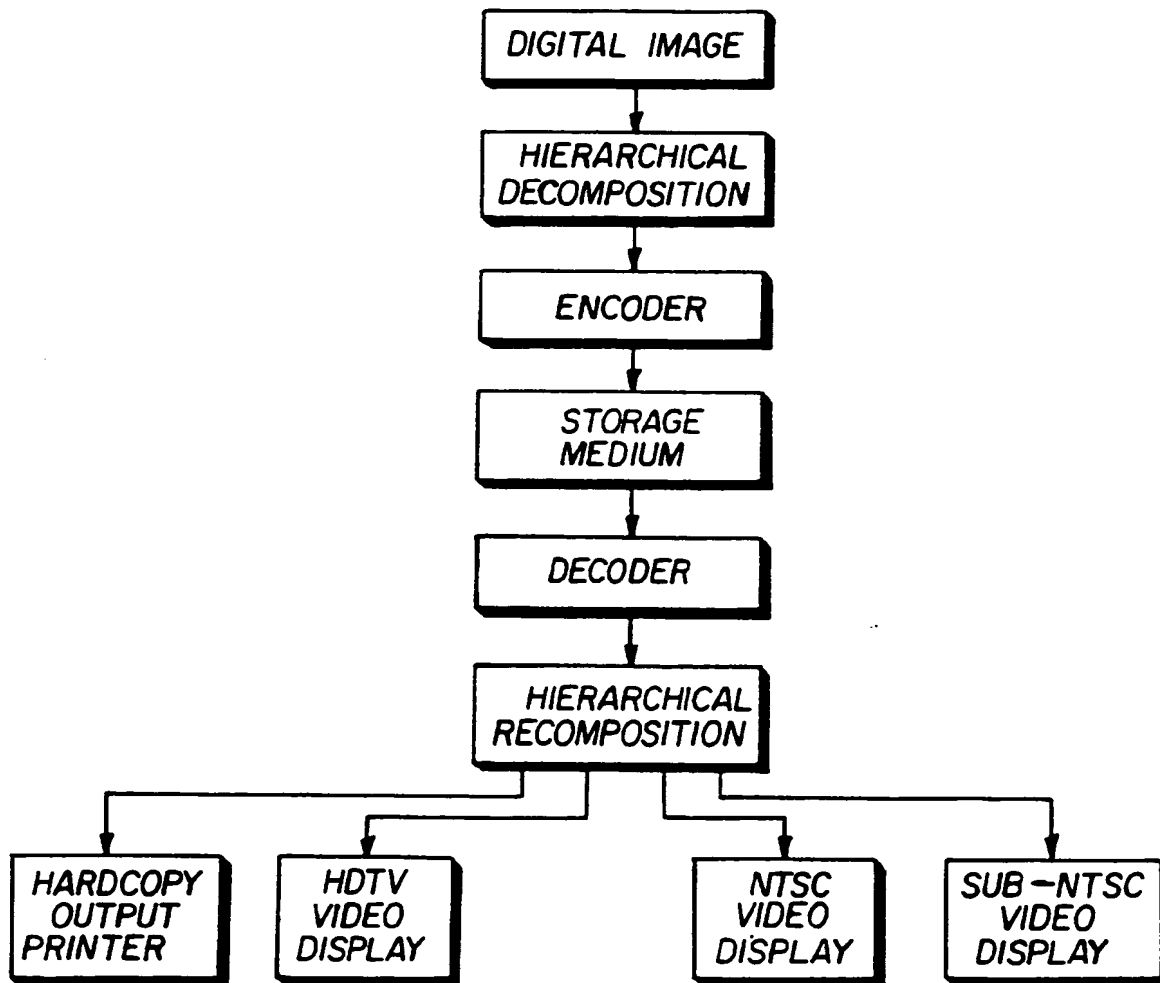 DIGITAL IMAGE
HIERARCHICAL
DECOMPOSITION
ENCODER
STORAGE
MEDIUM
DECODER
HIERARCHICAL
RECOMPOSITION
HARDCOPY
OUTPUT
PRINTER
HDTV
VIDEO
DISPLAY
NTSC
VIDEO
DISPLAY
SUB-NTSC
VIDEO
DISPLAY